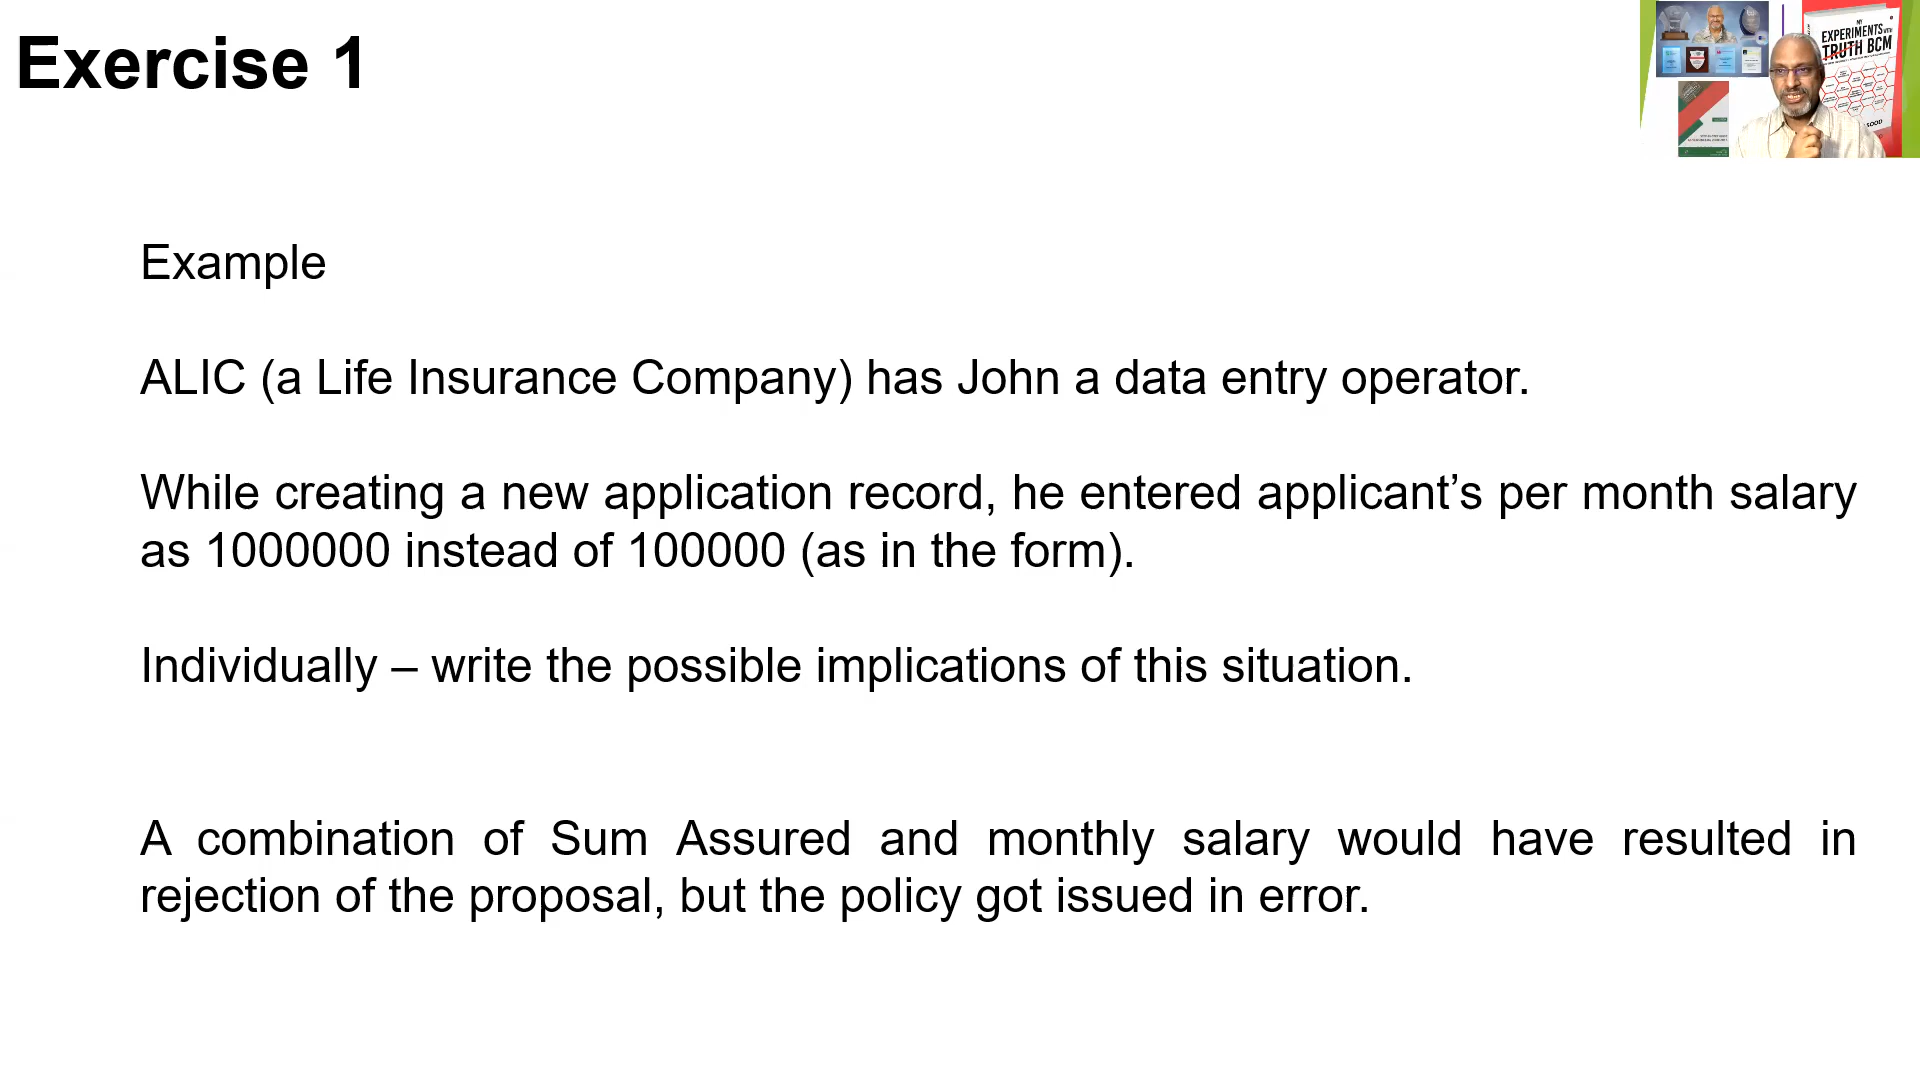 Exercise 1
MY
EXPERIMENTS WITH
TRUTH BCM
SOOD
Example
ALIC (a Life Insurance Company) has John a data entry operator.
While creating a new application record, he entered applicant’s per month salary
as 1000000 instead of 100000 (as in the form).
Individually – write the possible implications of this situation.
A combination of Sum Assured and monthly salary would have resulted in
rejection of the proposal, but the policy got issued in error.